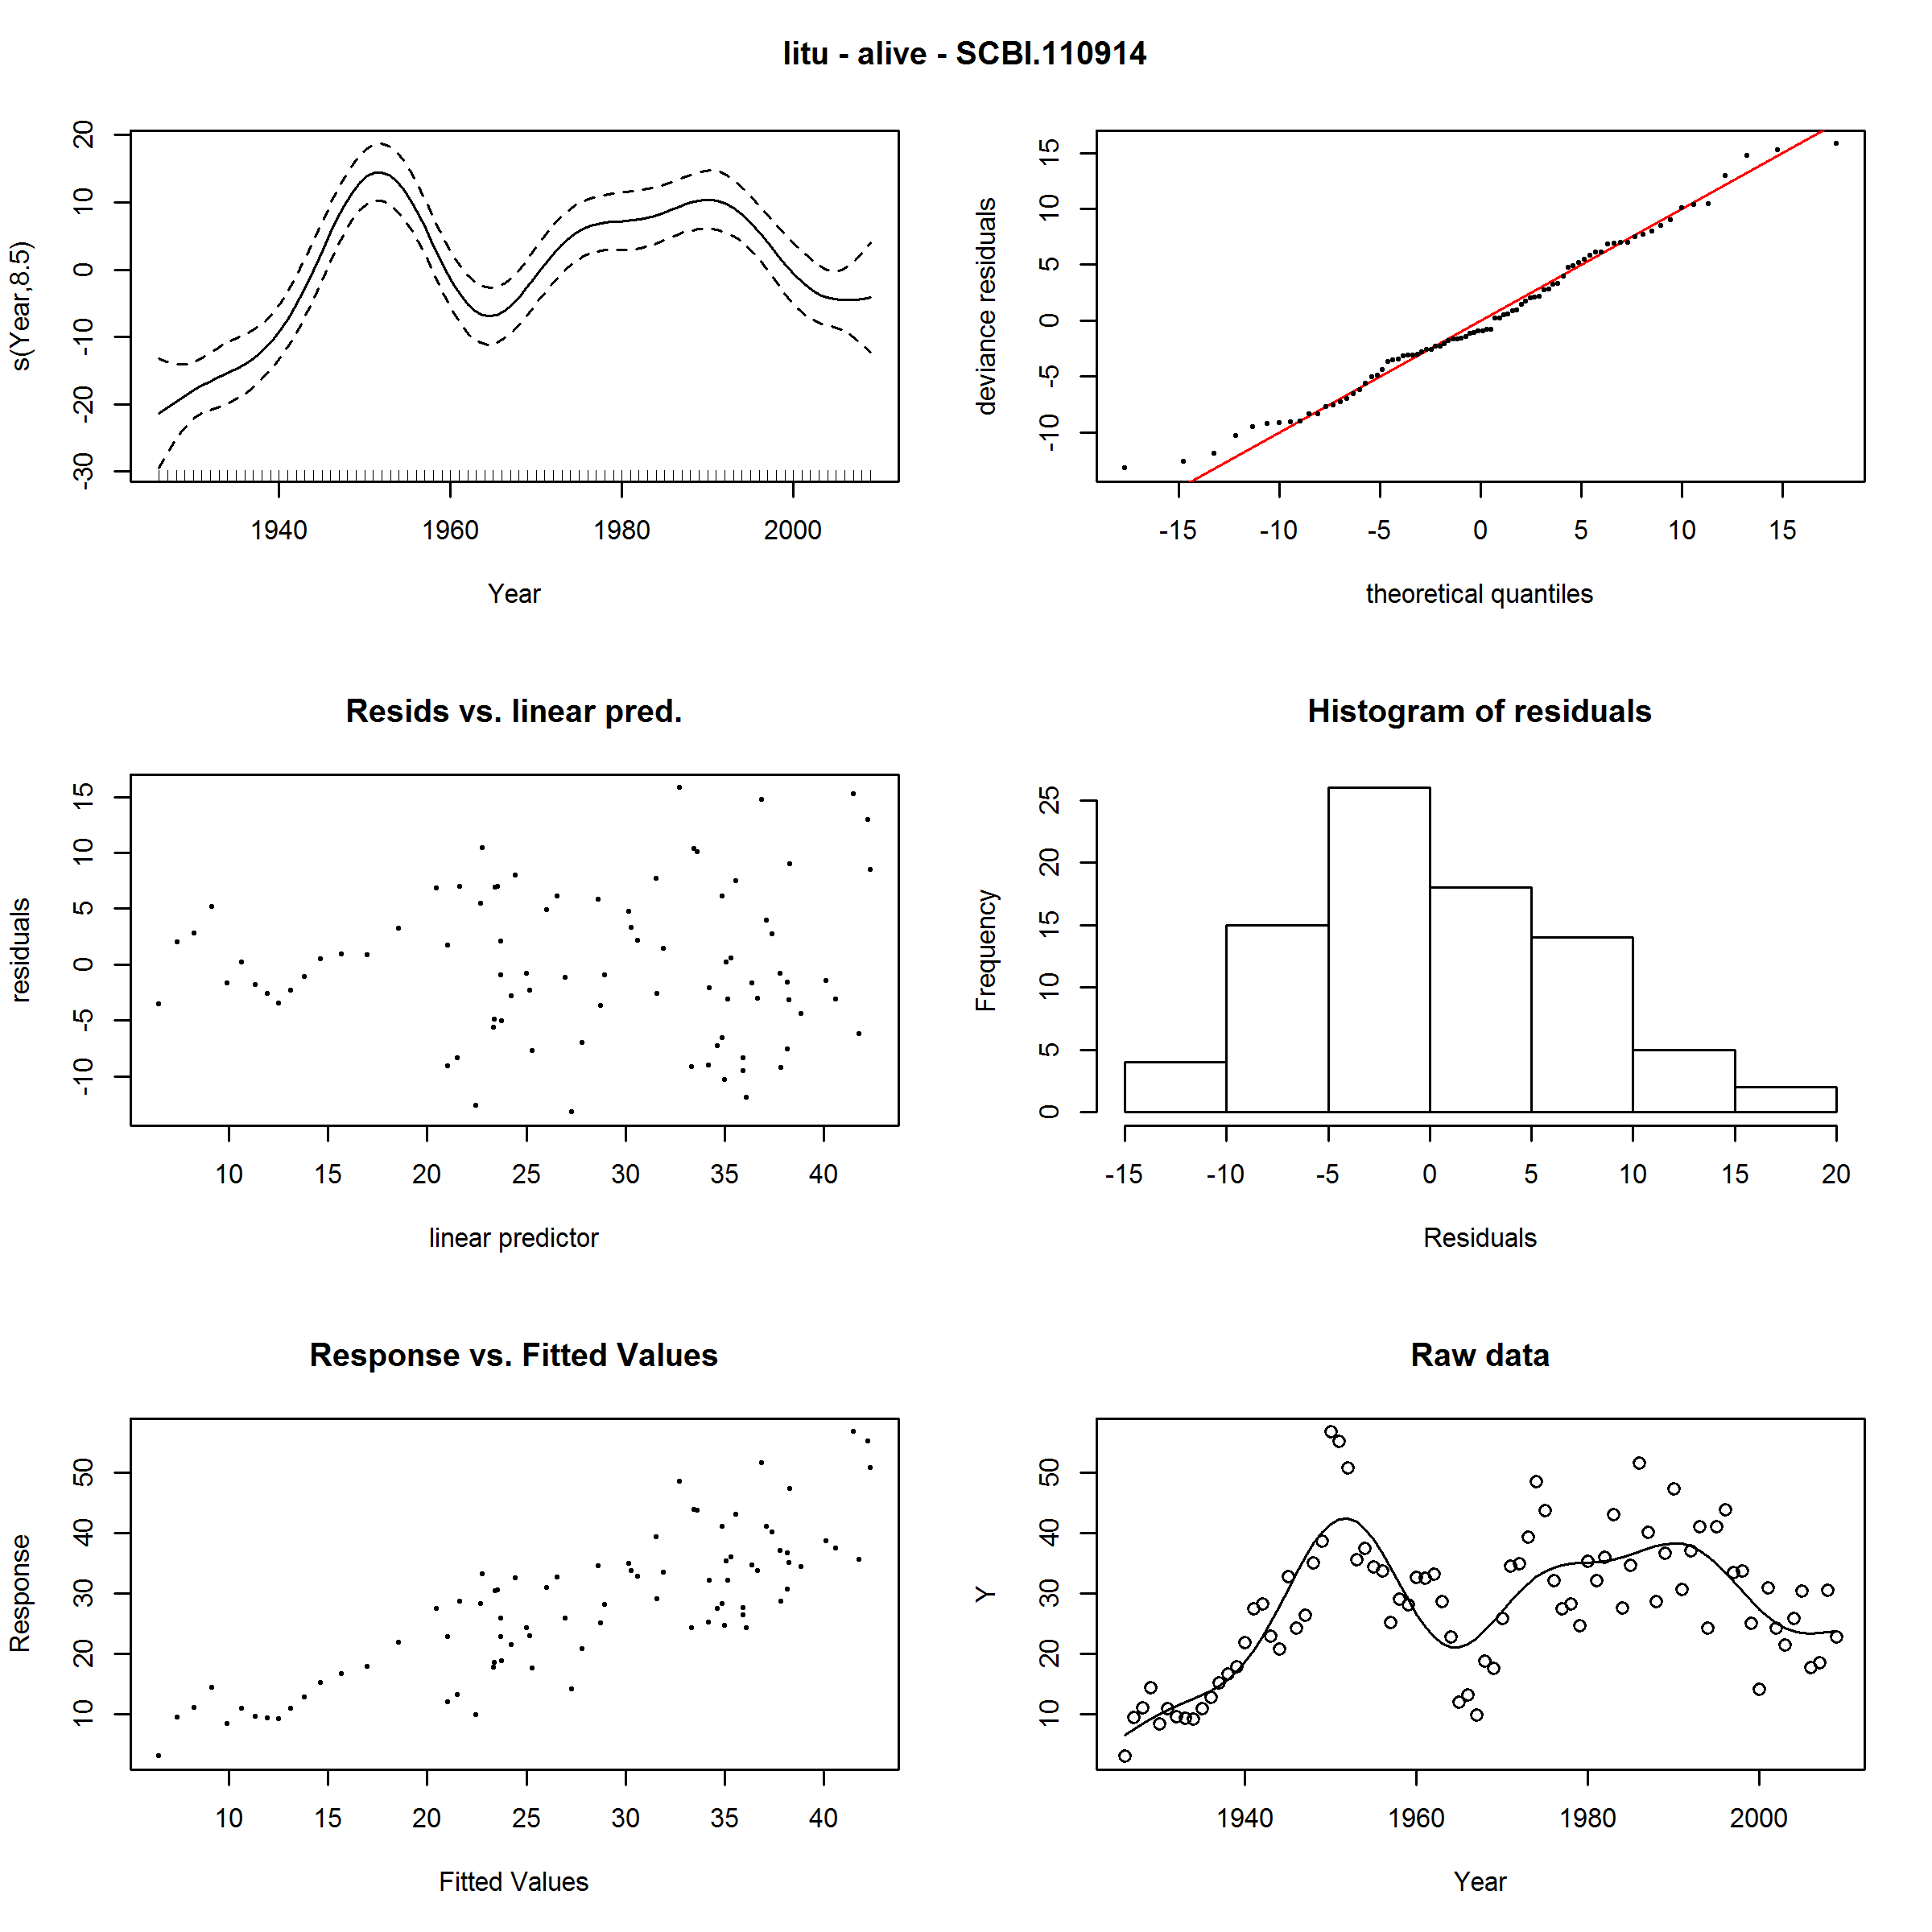 litu - alive - SCBI.110914
s(Year,8.5)
20
10
0
-10
-20
-30
1940 1960 1980 2000
Year
deviance residuals
15
10
5
0
-5
-10
-15 -10 -5 0 5 10 15
theoretical quantiles
Resids vs. linear pred.
residuals
15
10
5
0
-5
-10
10 15 20 25 30 35 40
linear predictor
Histogram of residuals
Frequency
25
20
15
10
5
0
-15 -10 -5 0 5 10 15 20
Residuals
Response vs. Fitted Values
Response
50
40
30
20
10
10 15 20 25 30 35 40
Fitted Values
Raw data
Y
50
40
30
20
10
1940 1960 1980 2000
Year